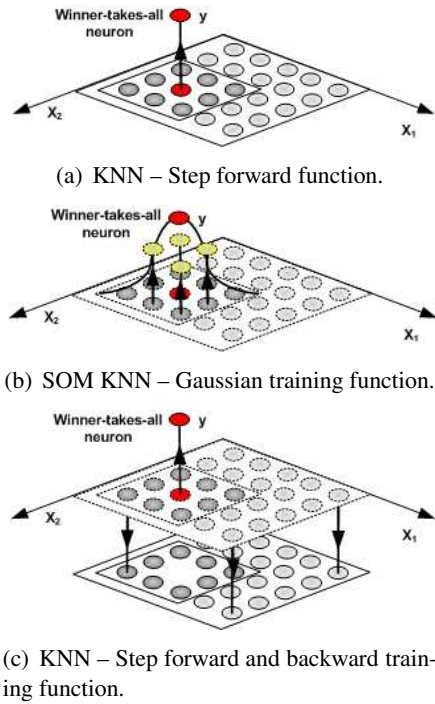 Winner-takes-all
neuron
y
X2
X1
(a) KNN – Step forward function.
Winner-takes-all
neuron
y
X2
X1
(b) SOM KNN – Gaussian training function.
Winner-takes-all
neuron
y
X2
X1
(c) KNN – Step forward and backward train-
ing function.